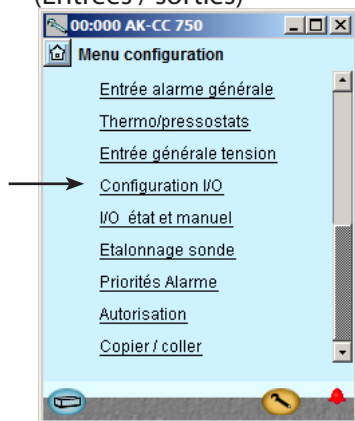 (Entrées / sorties)
00:000 AK-CC 750
Menu configuration
Entrée alarme générale
Thermo/pressostats
Entrée générale tension
Configuration I/O
I/O état et manuel
Etalonnage sonde
Priorités Alarme
Autorisation
Copier / coller